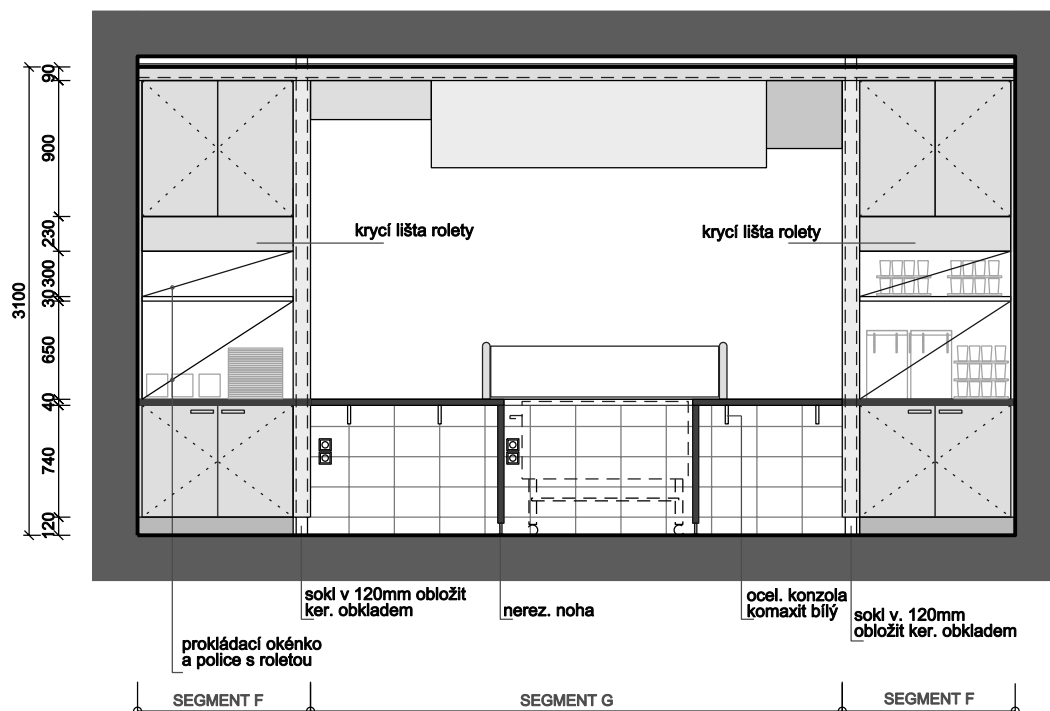 90
900
230
300
30
3100
650
40
740
120
krycí lišta rolety
krycí lišta rolety
sokl v 120mm obložit
ker. obkladem
nerez. noha
ocel. konzola
komaxit bílý
sokl v. 120mm
obložit ker. obkladem
prokládací okénko
a police s roletou
SEGMENT F
SEGMENT G
SEGMENT F